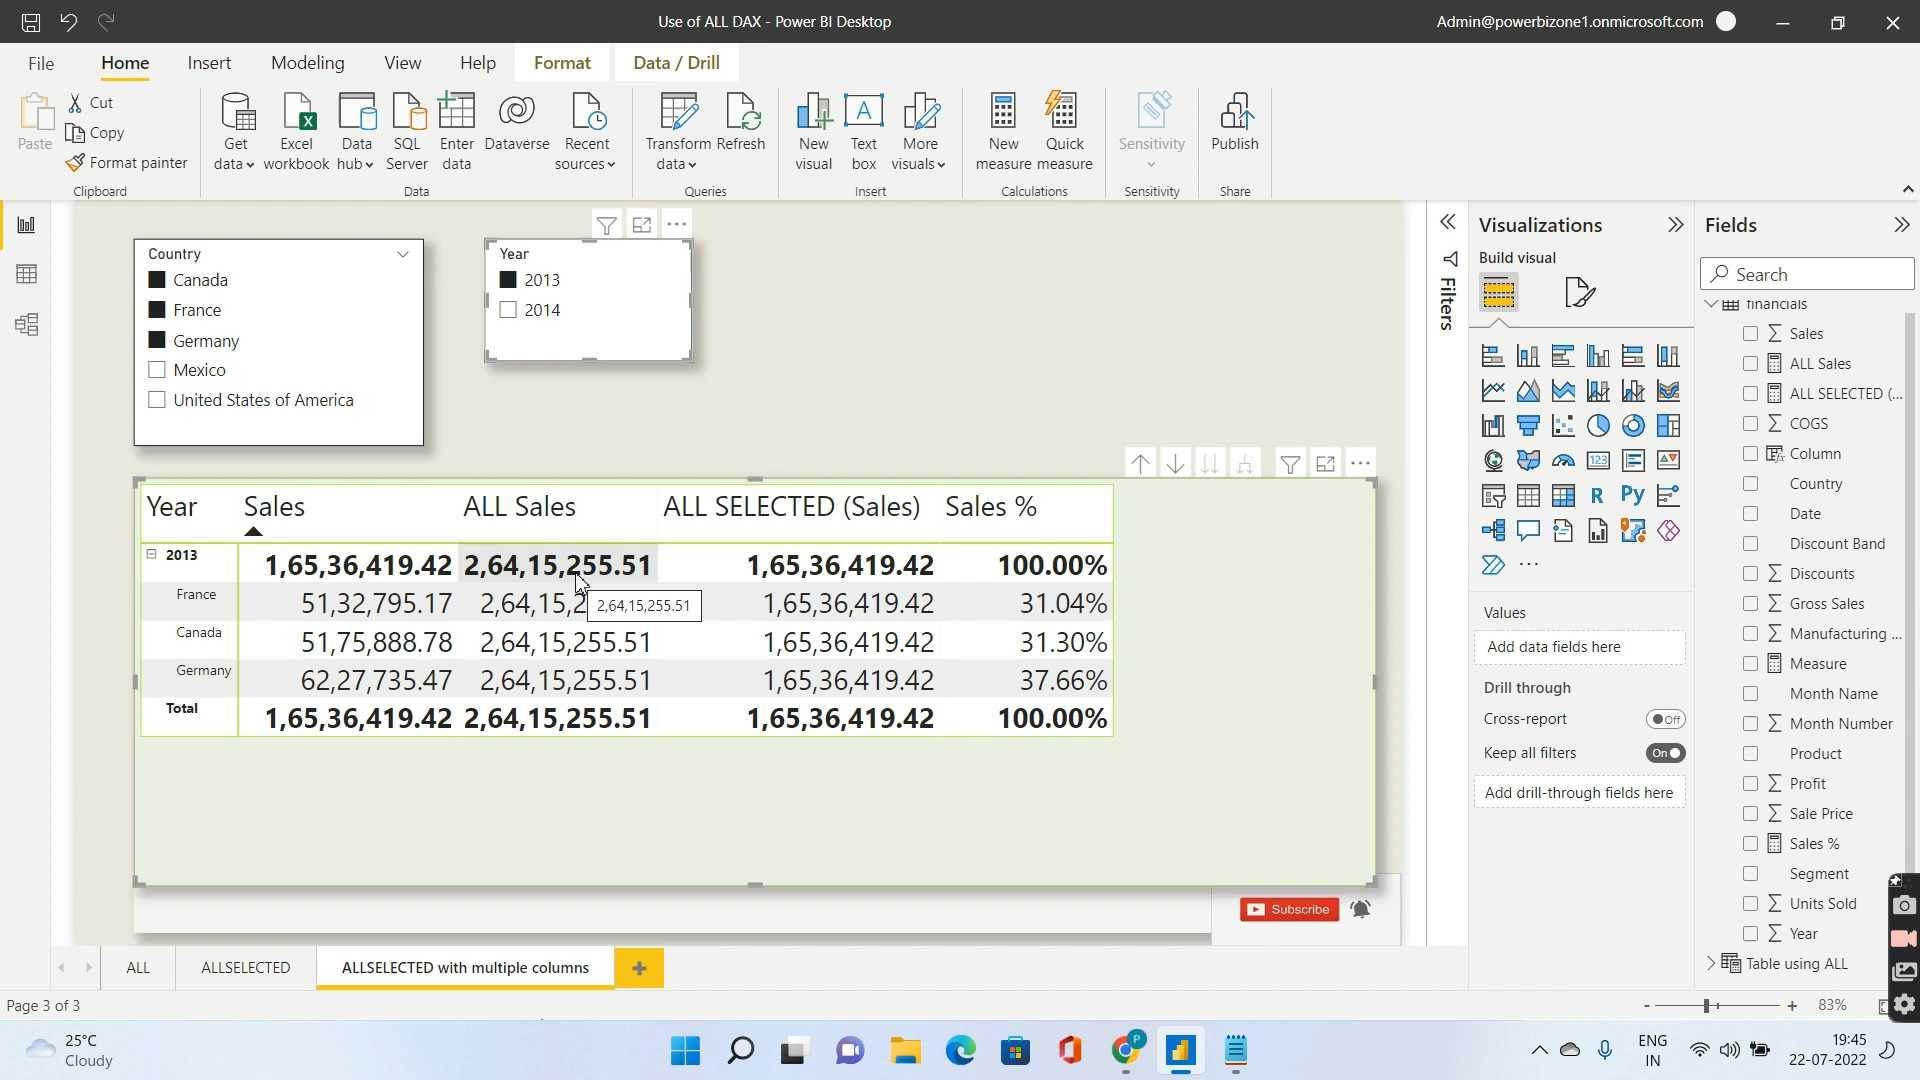 Use of ALL DAX - Power BI Desktop
Admin@powerbizone1.onmicrosoft.com
File Home Insert Modeling View Help Format Data / Drill
Paste
Cut
Copy
Format painter
Clipboard
Get data
Excel workbook
Data hub
SQL Server
Enter data
Dataverse
Recent sources
Data
Transform data
Refresh
Queries
New visual
Text box
More visuals
Insert
New measure
Quick measure
Calculations
Sensitivity
Sensitivity
Publish
Share
Country
Canada
France
Germany
Mexico
United States of America
Year
2013
2014
Year Sales ALL Sales ALL SELECTED (Sales) Sales %
2013 1,65,36,419.42 2,64,15,255.51 1,65,36,419.42 100.00%
France 51,32,795.17 2,64,15,2 1,65,36,419.42 31.04%
2,64,15,255.51
Canada 51,75,888.78 2,64,15,255.51 1,65,36,419.42 31.30%
Germany 62,27,735.47 2,64,15,255.51 1,65,36,419.42 37.66%
Total 1,65,36,419.42 2,64,15,255.51 1,65,36,419.42 100.00%
Subscribe
Filters
Visualizations
Build visual
123
R
Py
Values
Add data fields here
Drill through
Cross-report Off
Keep all filters On
Add drill-through fields here
Fields
Search
financials
Sales
ALL Sales
ALL SELECTED (...
COGS
Column
Country
Date
Discount Band
Discounts
Gross Sales
Manufacturing ...
Measure
Month Name
Month Number
Product
Profit
Sale Price
Sales %
Segment
Units Sold
Year
Table using ALL
ALL ALLSELECTED ALLSELECTED with multiple columns
Page 3 of 3
- + 83%
25°C
Cloudy
P
ENG
IN
19:45
22-07-2022